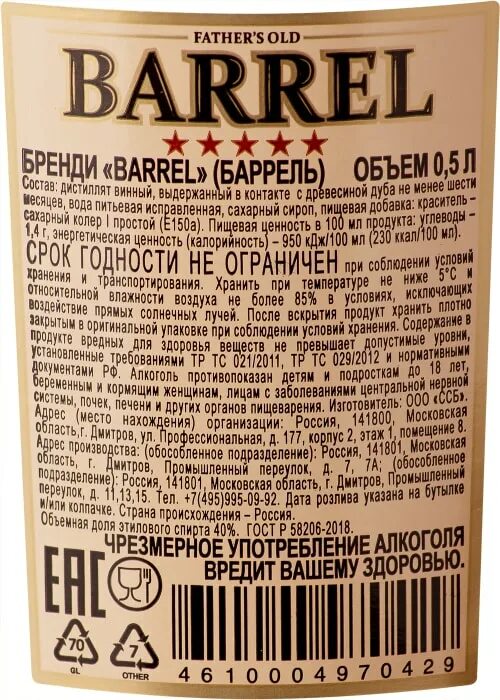 FATHER'S OLD
BARREL
БРЕНДИ «BARREL» (БАРРЕЛЬ) ОБЪЕМ 0,5 Л
Состав: дистиллят винный, выдержанный в контакте с древесиной дуба не менее шести
месяцев, вода питьевая исправленная, сахарный сироп, пищевая добавка: краситель –
сахарный колер I простой (Е150а). Пищевая ценность в 100 мл продукта: углеводы –
1,4 г, энергетическая ценность (калорийность) – 950 кДж/100 мл (230 ккал/100 мл).
СРОК ГОДНОСТИ НЕ ОГРАНИЧЕН при соблюдении условий
хранения и транспортирования. Хранить при температуре не ниже 5°С и
относительной влажности воздуха не более 85% в условиях, исключающих
воздействие прямых солнечных лучей. После вскрытия продукт хранить плотно
закрытым в оригинальной упаковке при соблюдении условий хранения. Содержание в
продукте вредных для здоровья веществ не превышает допустимые уровни,
установленные требованиями ТР ТС 021/2011, ТР ТС 029/2012 и нормативными
документами РФ. Алкоголь противопоказан детям и подросткам до 18 лет,
беременным и кормящим женщинам, лицам с заболеваниями центральной нервной
системы, почек, печени и других органов пищеварения. Изготовитель: ООО «ССБ».
Адрес (место нахождения) организации: Россия, 141800, Московская
область,г. Дмитров, ул. Профессиональная, д. 177, корпус 2, этаж 1, помещение 8.
Адрес производства: (обособленное подразделение): Россия, 141801, Московская
область, г. Дмитров, Промышленный переулок, д. 7, 7А; (обособленное
подразделение): Россия, 141801, Московская область, г. Дмитров, Промышленный
переулок, д. 11,13,15. Тел. +7(495)995-09-92. Дата розлива указана на бутылке
и/или колпачке. Страна происхождения – Россия.
Объемная доля этилового спирта 40%. ГОСТ Р 58206-2018.
ЧРЕЗМЕРНОЕ УПОТРЕБЛЕНИЕ АЛКОГОЛЯ
ВРЕДИТ ВАШЕМУ ЗДОРОВЬЮ.
ЕАС
70
GL
7
OTHER
4610004970429